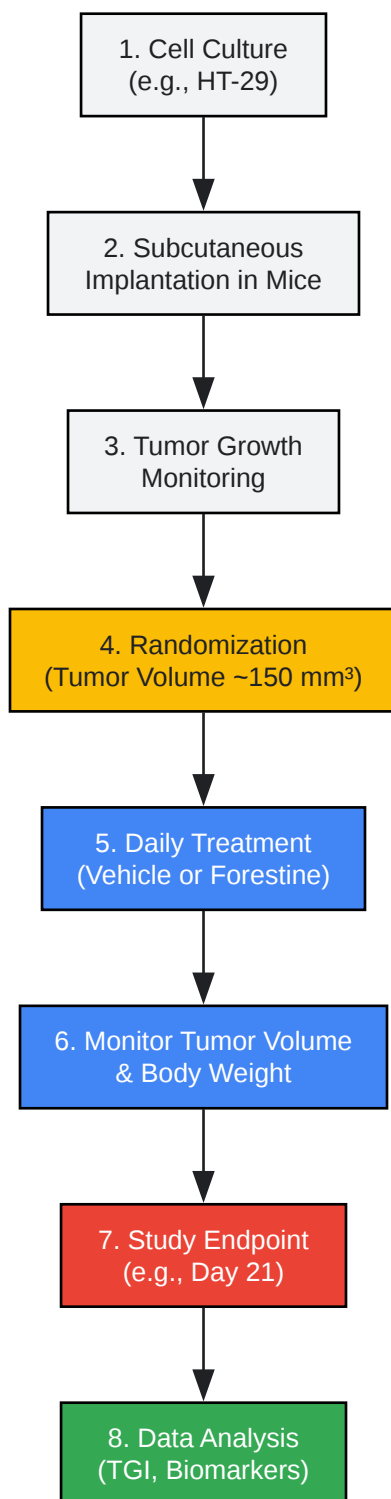 1. Cell Culture
(e.g., HT-29)
2. Subcutaneous
Implantation in Mice
3. Tumor Growth
Monitoring
4. Randomization
(Tumor Volume ~150 mm³)
5. Daily Treatment
(Vehicle or Forestine)
6. Monitor Tumor Volume
& Body Weight
7. Study Endpoint
(e.g., Day 21)
8. Data Analysis
(TGI, Biomarkers)